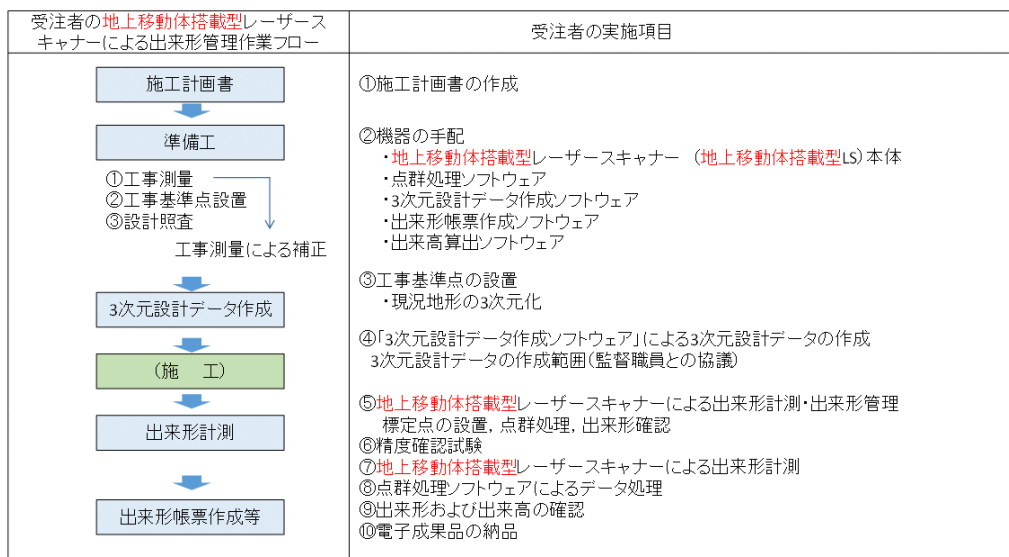 受注者の地上移動体搭載型レーザース
キャナーによる出来形管理作業フロー
受注者の実施項目
施工計画書
準備工
①工事測量
②工事基準点設置
③設計照査
工事測量による補正
3次元設計データ作成
(施 工)
出来形計測
出来形帳票作成等
①施工計画書の作成
②機器の手配
・地上移動体搭載型レーザースキャナー (地上移動体搭載型LS)本体
・点群処理ソフトウェア
・3次元設計データ作成ソフトウェア
・出来形帳票作成ソフトウェア
・出来高算出ソフトウェア
③工事基準点の設置
・現況地形の3次元化
④「3次元設計データ作成ソフトウェア」による3次元設計データの作成
3次元設計データの作成範囲(監督職員との協議)
⑤地上移動体搭載型レーザースキャナーによる出来形計測・出来形管理
標定点の設置, 点群処理, 出来形確認
⑥精度確認試験
⑦地上移動体搭載型レーザースキャナーによる出来形計測
⑧点群処理ソフトウェアによるデータ処理
⑨出来形および出来高の確認
⑩電子成果品の納品